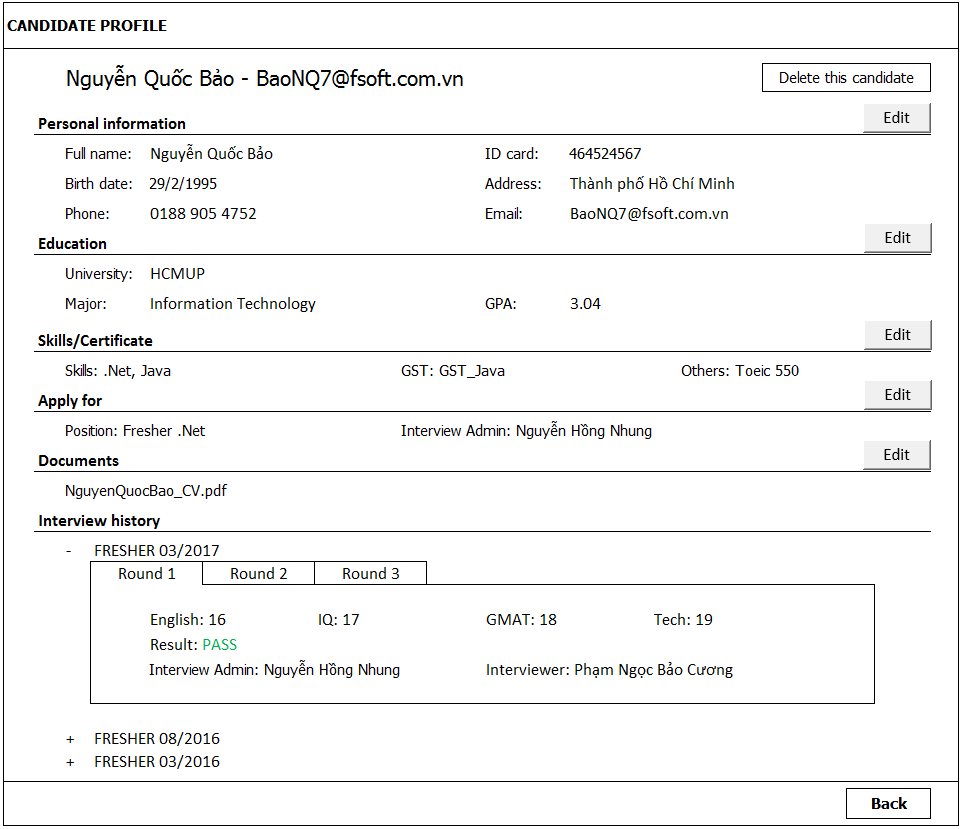 CANDIDATE PROFILE
Nguyễn Quốc Bảo - BaoNQ7@fsoft.com.vn Delete this candidate
Personal information Edit
Full name: Nguyễn Quốc Bảo ID card: 464524567
Birth date: 29/2/1995 Address: Thành phố Hồ Chí Minh
Phone: 0188 905 4752 Email: BaoNQ7@fsoft.com.vn
Education Edit
University: HCMUP
Major: Information Technology GPA: 3.04
Skills/Certificate Edit
Skills: .Net, Java GST: GST_Java Others: Toeic 550
Apply for Edit
Position: Fresher .Net Interview Admin: Nguyễn Hồng Nhung
Documents Edit
NguyenQuocBao_CV.pdf
Interview history
- FRESHER 03/2017
Round 1 Round 2 Round 3
English: 16 IQ: 17 GMAT: 18 Tech: 19
Result: PASS
Interview Admin: Nguyễn Hồng Nhung Interviewer: Phạm Ngọc Bảo Cương
+ FRESHER 08/2016
+ FRESHER 03/2016
Back